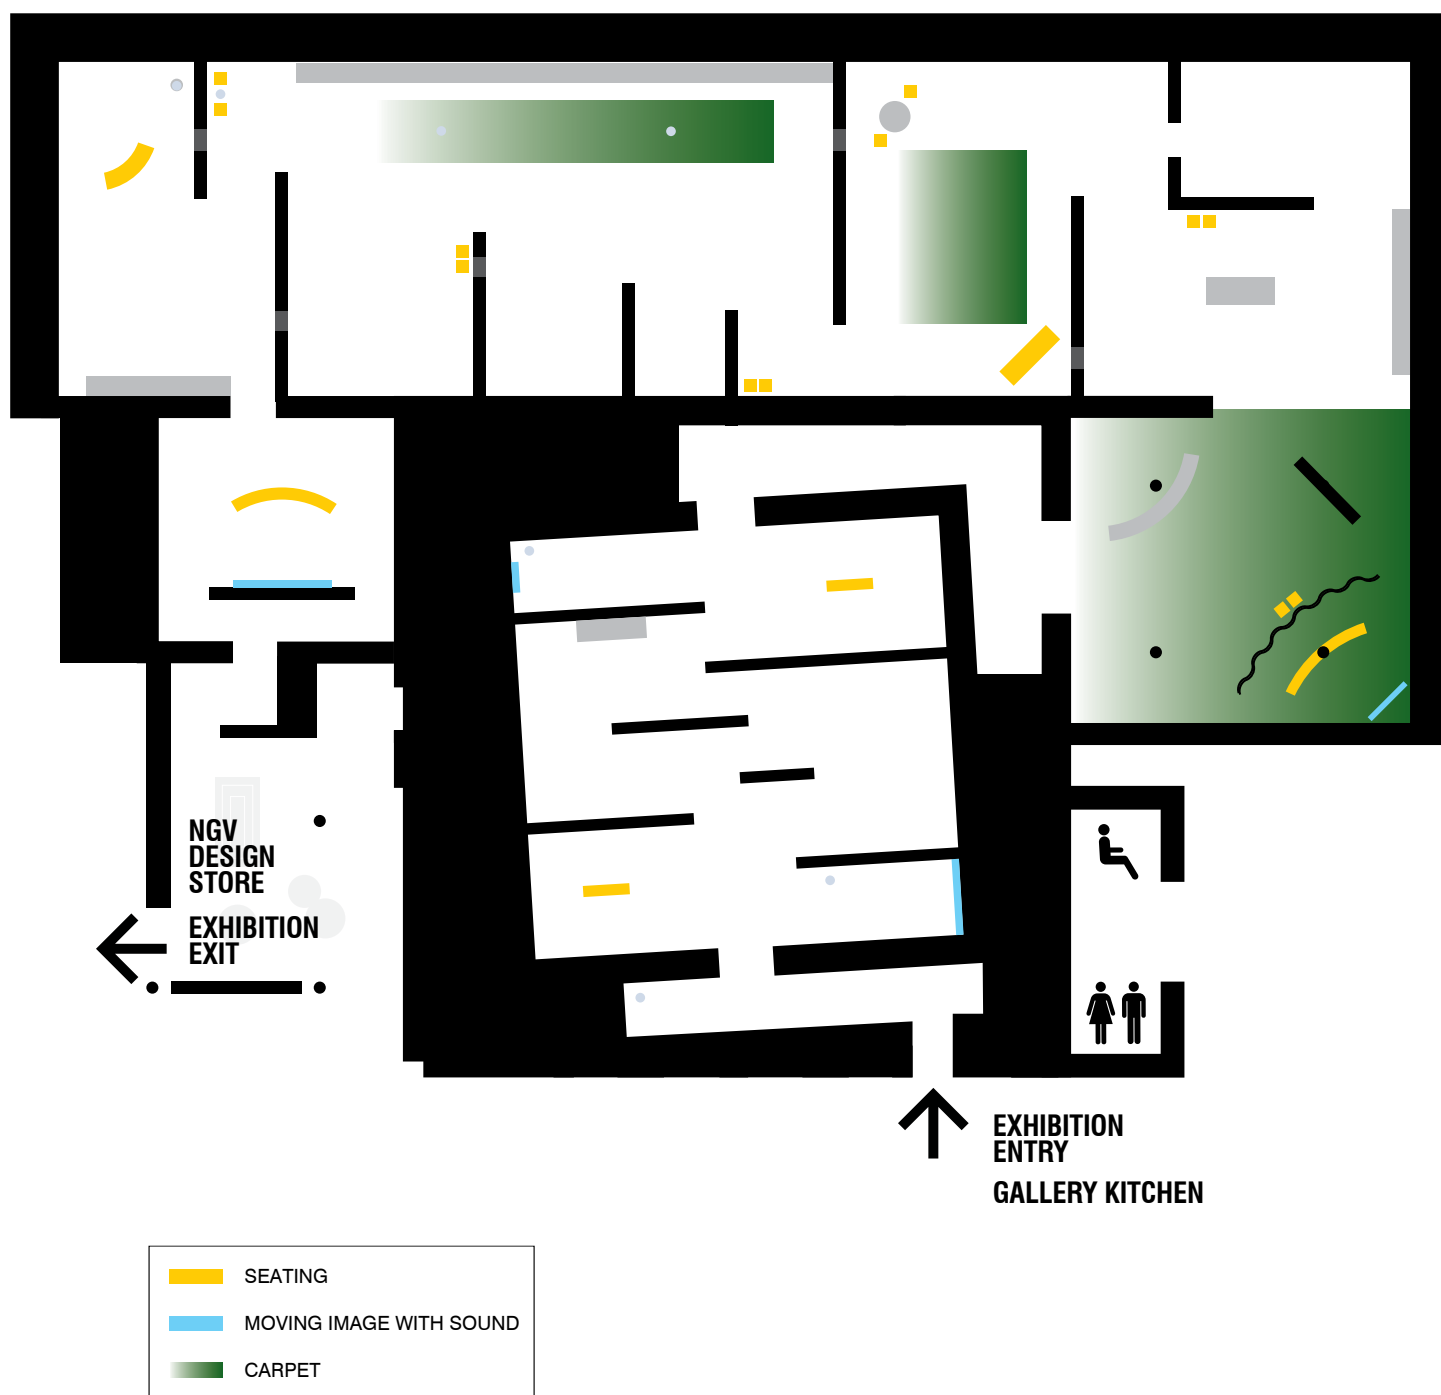 NGV
DESIGN
STORE
EXHIBITION
EXIT
EXHIBITION
ENTRY
GALLERY KITCHEN
SEATING
MOVING IMAGE WITH SOUND
CARPET